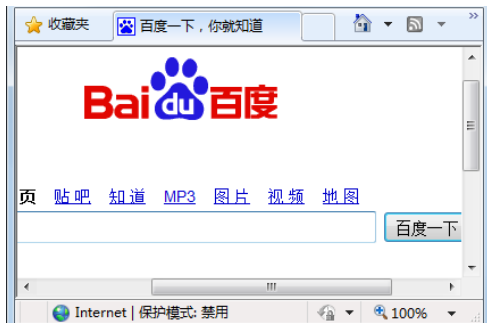 收藏夹 百度一下，你就知道 »
Bai du 百度
页 贴吧 知道 MP3 图片 视频 地图
百度一下
Internet | 保护模式: 禁用 100%